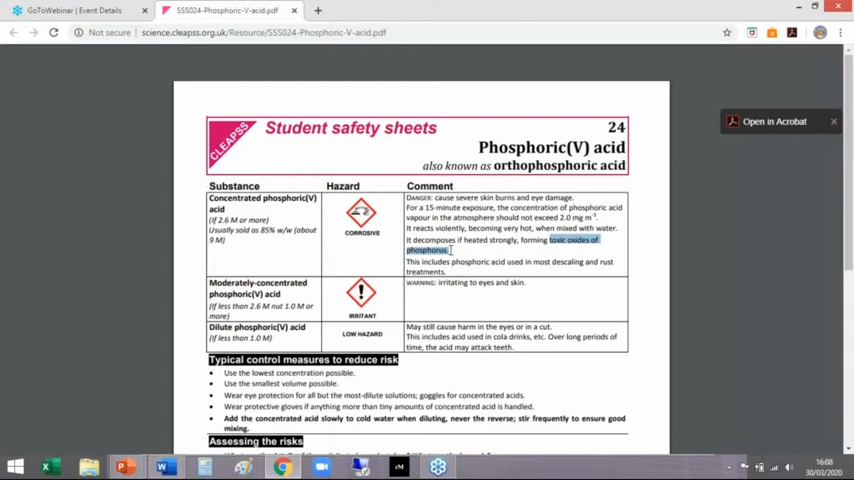 GoToWebinar | Event Details
SSS024-Phosphoric-V-acid.pdf
Not secure | science.cleapss.org.uk/Resource/SSS024-Phosphoric-V-acid.pdf
Open in Acrobat
CLEAPSS
Student safety sheets
24
Phosphoric(V) acid
also known as orthophosphoric acid
Substance Hazard Comment
Concentrated phosphoric(V)
acid
(If 2.6 M or more)
Usually sold as 85% w/w (about
9 M)
CORROSIVE
DANGER: cause severe skin burns and eye damage.
For a 15-minute exposure, the concentration of phosphoric acid
vapour in the atmosphere should not exceed 2.0 mg m-3.
It reacts violently, becoming very hot, when mixed with water.
It decomposes if heated strongly, forming toxic oxides of
phosphorus.
This includes phosphoric acid used in most descaling and rust
treatments.
Moderately-concentrated
phosphoric(V) acid
(If less than 2.6 M nut 1.0 M or
more)
IRRITANT
WARNING: irritating to eyes and skin.
Dilute phosphoric(V) acid
(If less than 1.0 M)
LOW HAZARD
May still cause harm in the eyes or in a cut.
This includes acid used in cola drinks, etc. Over long periods of
time, the acid may attack teeth.
Typical control measures to reduce risk
• Use the lowest concentration possible.
• Use the smallest volume possible.
• Wear eye protection for all but the most-dilute solutions; goggles for concentrated acids.
• Wear protective gloves if anything more than tiny amounts of concentrated acid is handled.
• Add the concentrated acid slowly to cold water when diluting, never the reverse; stir frequently to ensure good
mixing.
Assessing the risks
16:08
30/03/2020